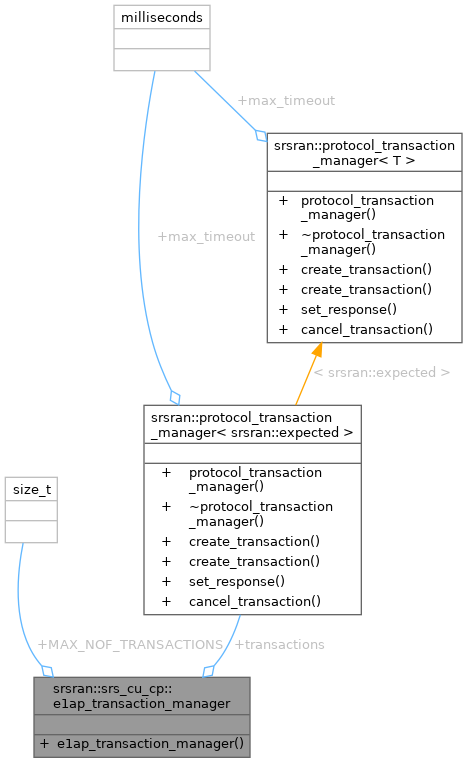 milliseconds
+max_timeout
srsran::protocol_transaction
_manager< T >
+ protocol_transaction
_manager()
+ ~protocol_transaction
_manager()
+ create_transaction()
+ create_transaction()
+ set_response()
+ cancel_transaction()
+max_timeout
< srsran::expected >
srsran::protocol_transaction
_manager< srsran::expected >
+ protocol_transaction
_manager()
+ ~protocol_transaction
_manager()
+ create_transaction()
+ create_transaction()
+ set_response()
+ cancel_transaction()
size_t
+MAX_NOF_TRANSACTIONS
+transactions
srsran::srs_cu_cp::
e1ap_transaction_manager
+ e1ap_transaction_manager()